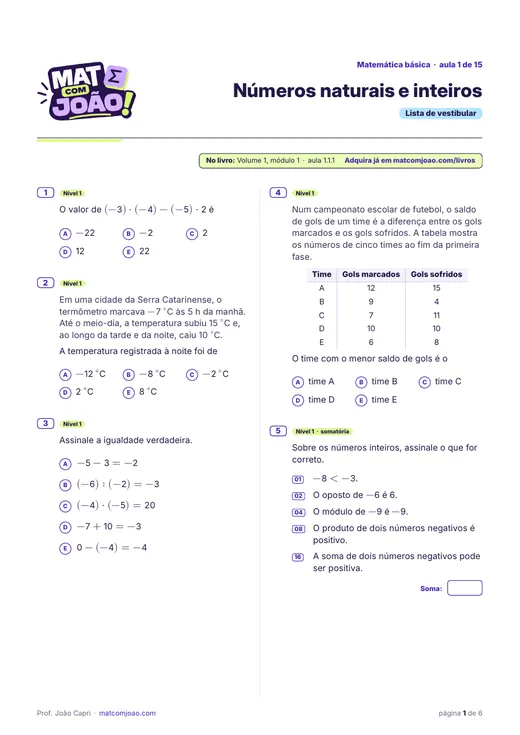 MAT Σ
COM
JOÃO!
Matemática básica · aula 1 de 15
Números naturais e inteiros
Lista de vestibular
No livro: Volume 1, módulo 1 · aula 1.1.1 Adquira já em matcomjoao.com/livros
1 Nível 1
O valor de (−3) · (−4) − (−5) · 2 é
A −22 B −2 C 2
D 12 E 22
2 Nível 1
Em uma cidade da Serra Catarinense, o
termômetro marcava −7 °C às 5 h da manhã.
Até o meio-dia, a temperatura subiu 15 °C e,
ao longo da tarde e da noite, caiu 10 °C.
A temperatura registrada à noite foi de
A −12 °C B −8 °C C −2 °C
D 2 °C E 8 °C
3 Nível 1
Assinale a igualdade verdadeira.
A −5 − 3 = −2
B (−6) : (−2) = −3
C (−4) · (−5) = 20
D −7 + 10 = −3
E 0 − (−4) = −4
4 Nível 1
Num campeonato escolar de futebol, o saldo
de gols de um time é a diferença entre os gols
marcados e os gols sofridos. A tabela mostra
os números de cinco times ao fim da primeira
fase.
Time Gols marcados Gols sofridos
A 12 15
B 9 4
C 7 11
D 10 10
E 6 8
O time com o menor saldo de gols é o
A time A B time B C time C
D time D E time E
5 Nível 1 · somatória
Sobre os números inteiros, assinale o que for
correto.
01 −8 < −3.
02 O oposto de −6 é 6.
04 O módulo de −9 é −9.
08 O produto de dois números negativos é
positivo.
16 A soma de dois números negativos pode
ser positiva.
Soma:
Prof. João Capri · matcomjoao.com
página 1 de 6